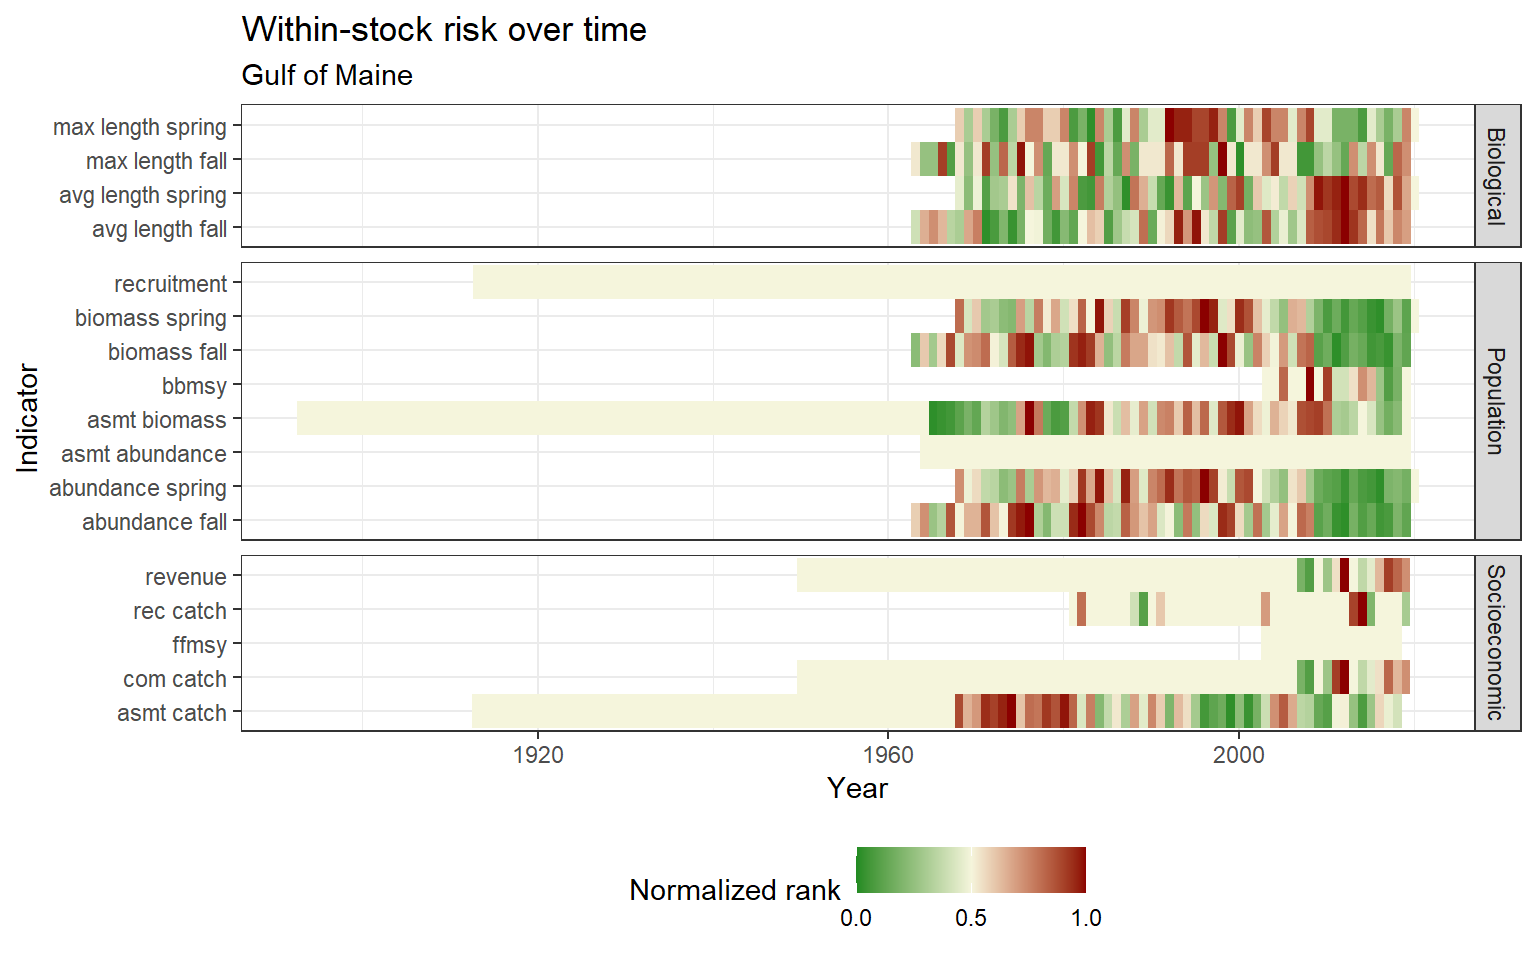 Within-stock risk over time
Gulf of Maine
max length spring
max length fall
avg length spring
avg length fall
Biological
recruitment
biomass spring
biomass fall
bbmsy
asmt biomass
asmt abundance
abundance spring
abundance fall
Population
Indicator
revenue
rec catch
ffmsy
com catch
asmt catch
Socioeconomic
1920 1960 2000
Year
Normalized rank
0.0 0.5 1.0